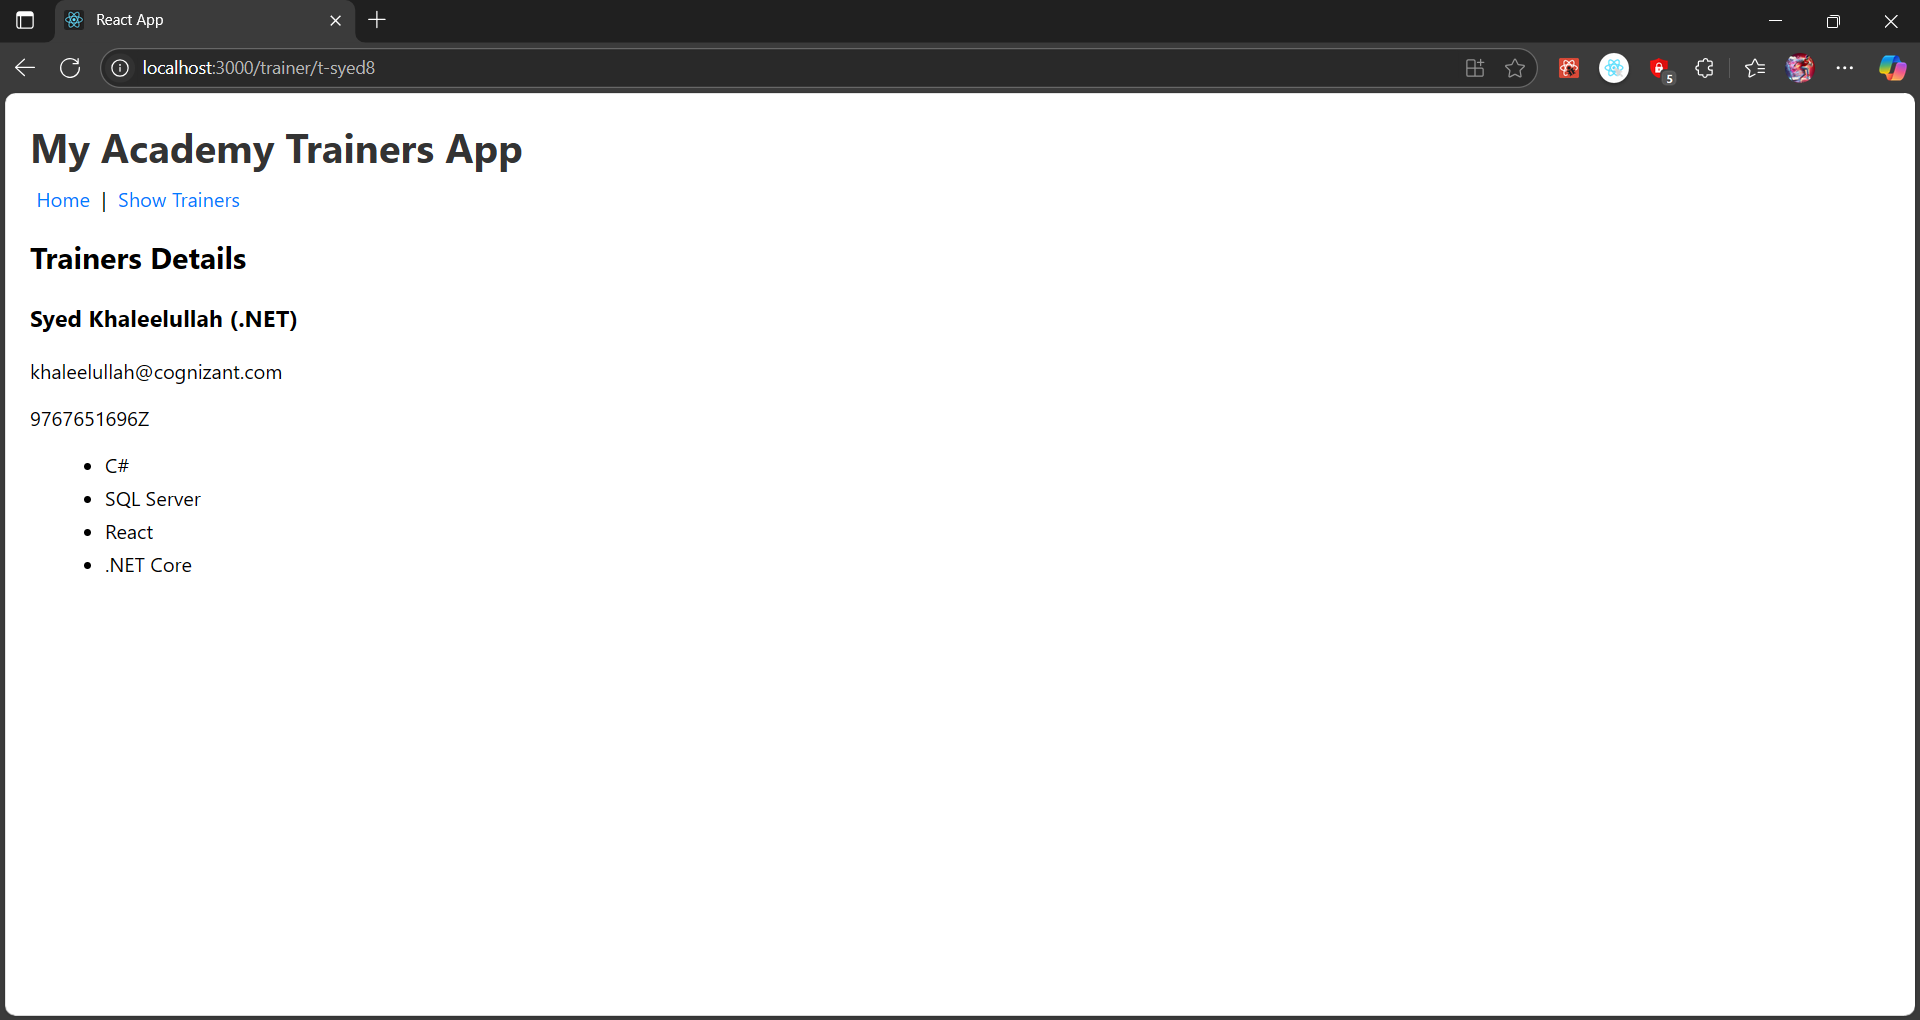 React App
localhost:3000/trainer/t-syed8
5
My Academy Trainers App
Home | Show Trainers
Trainers Details
Syed Khaleelullah (.NET)
khaleelullah@cognizant.com
9767651696Z
C#
SQL Server
React
.NET Core